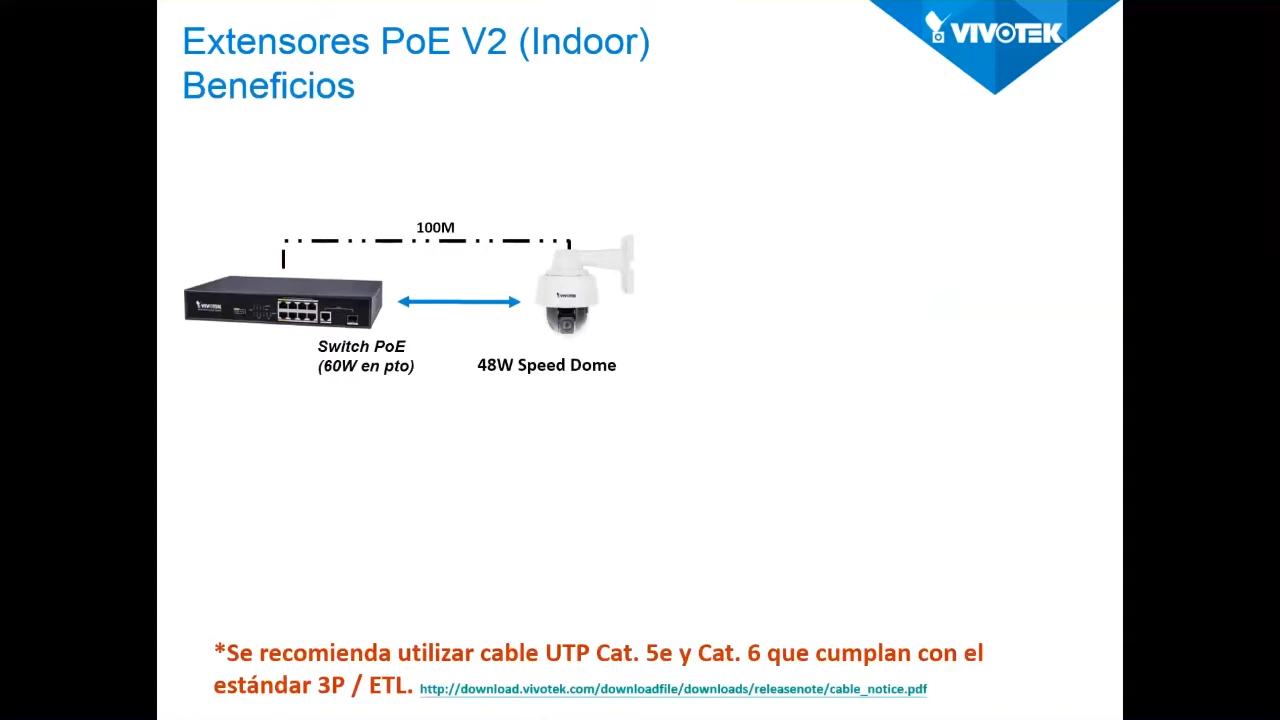 Extensores PoE V2 (Indoor)
Beneficios
VIVOTEK
100M
VIVOTEK
VIVOTEK
Switch PoE
(60W en pto)
48W Speed Dome
*Se recomienda utilizar cable UTP Cat. 5e y Cat. 6 que cumplan con el
estándar 3P / ETL. http://download.vivotek.com/downloadfile/downloads/releasenote/cable_notice.pdf